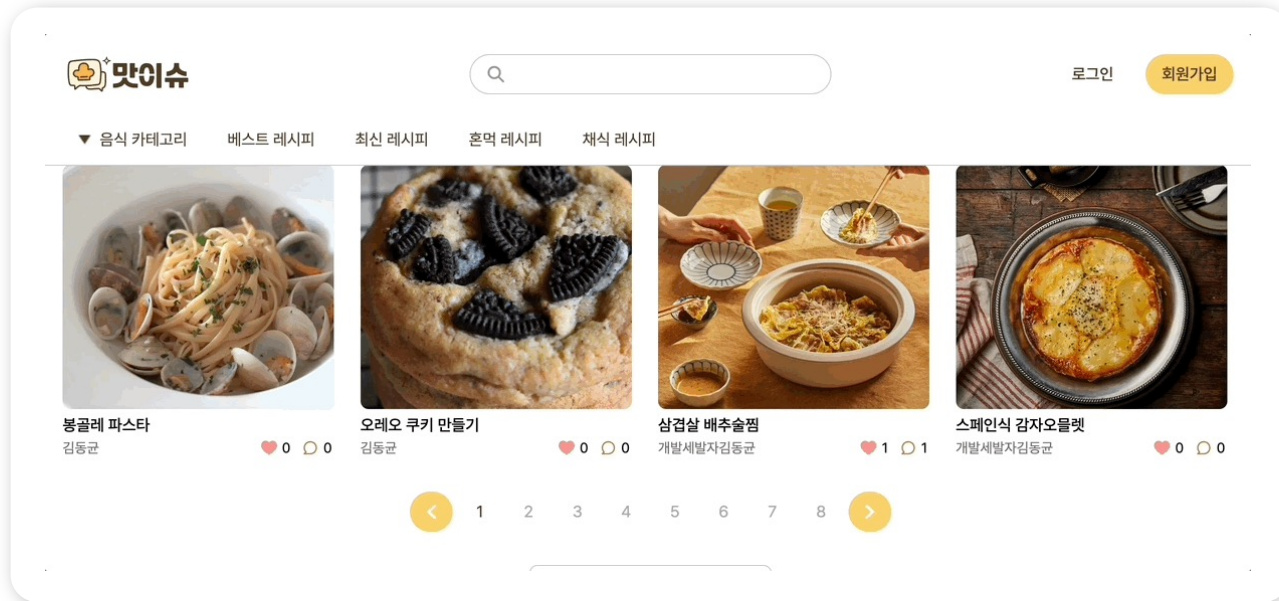 맛이슈
로그인 회원가입
▼ 음식 카테고리 베스트 레시피 최신 레시피 혼먹 레시피 채식 레시피
봉골레 파스타 오레오 쿠키 만들기 삼겹살 배추술찜 스페인식 감자오믈렛
김동균 0 0 김동균 0 0 개발세발자김동균 1 1 개발세발자김동균 0 0
< 1 2 3 4 5 6 7 8 >